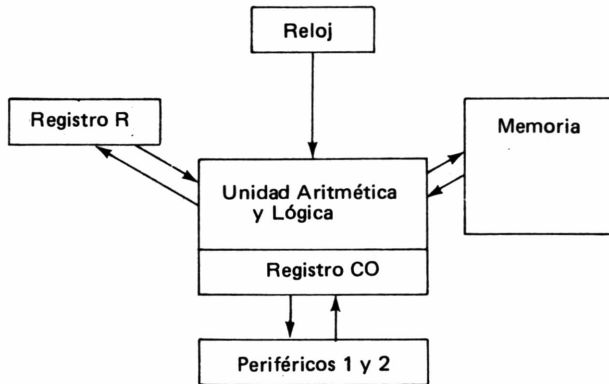 Reloj
Registro R
Memoria
Unidad Aritmética
y Lógica
Registro CO
Periféricos 1 y 2